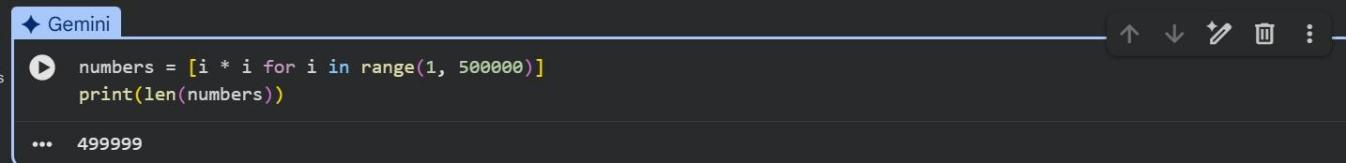 Gemini
numbers = [i * i for i in range(1, 500000)]
print(len(numbers))
499999